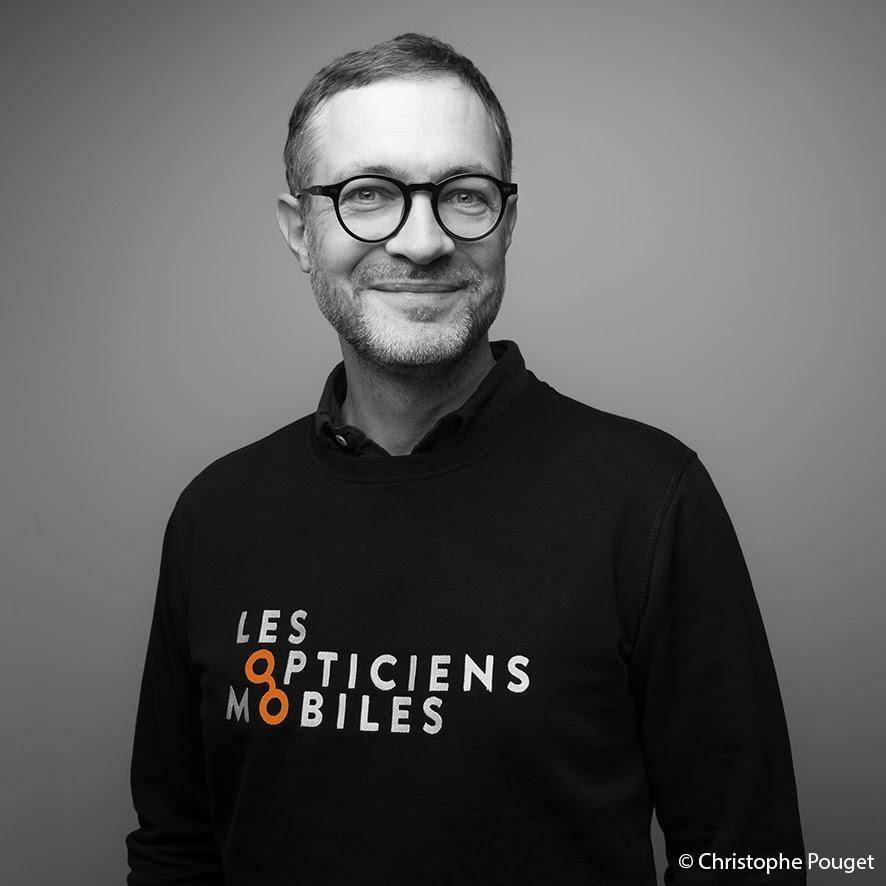 LES
OPTICIENS
MOBILES
© Christophe Pouget